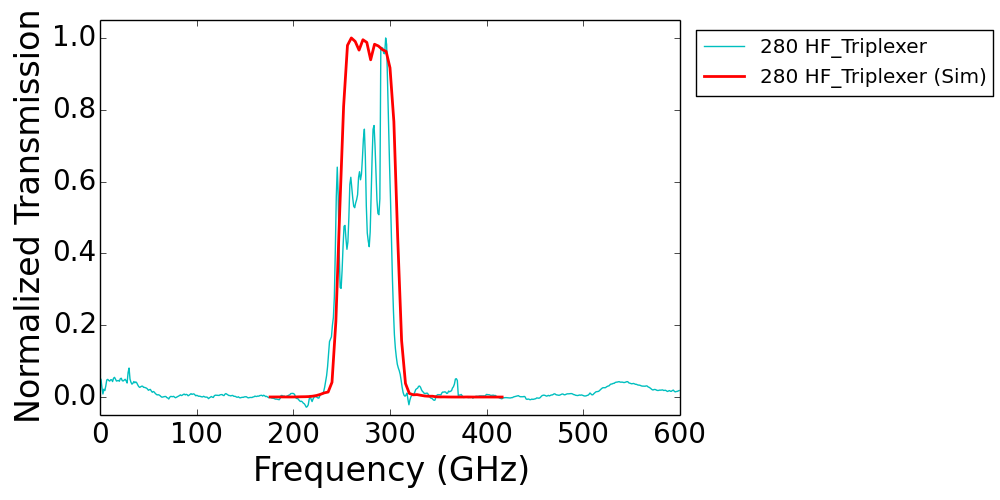 280 HF_Triplexer
280 HF_Triplexer (Sim)
Normalized Transmission
1.0
0.8
0.6
0.4
0.2
0.0
0 100 200 300 400 500 600
Frequency (GHz)